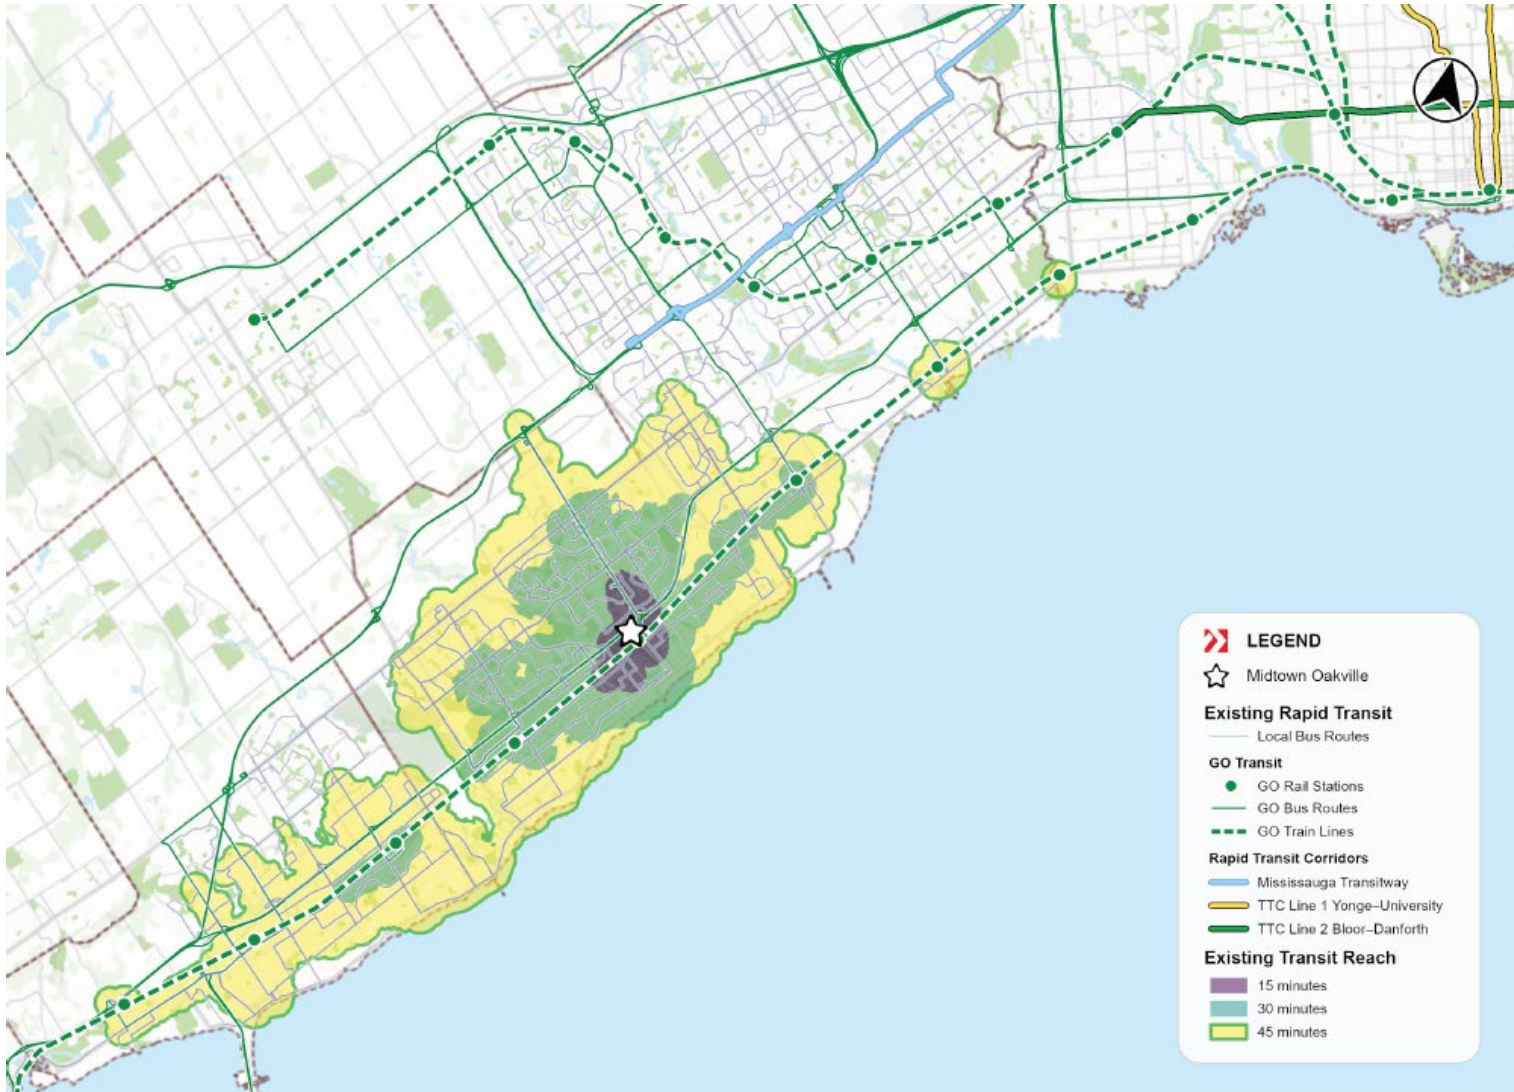 LEGEND
Midtown Oakville
Existing Rapid Transit
Local Bus Routes
GO Transit
GO Rail Stations
GO Bus Routes
GO Train Lines
Rapid Transit Corridors
Mississauga Transitway
TTC Line 1 Yonge–University
TTC Line 2 Bloor–Danforth
Existing Transit Reach
15 minutes
30 minutes
45 minutes